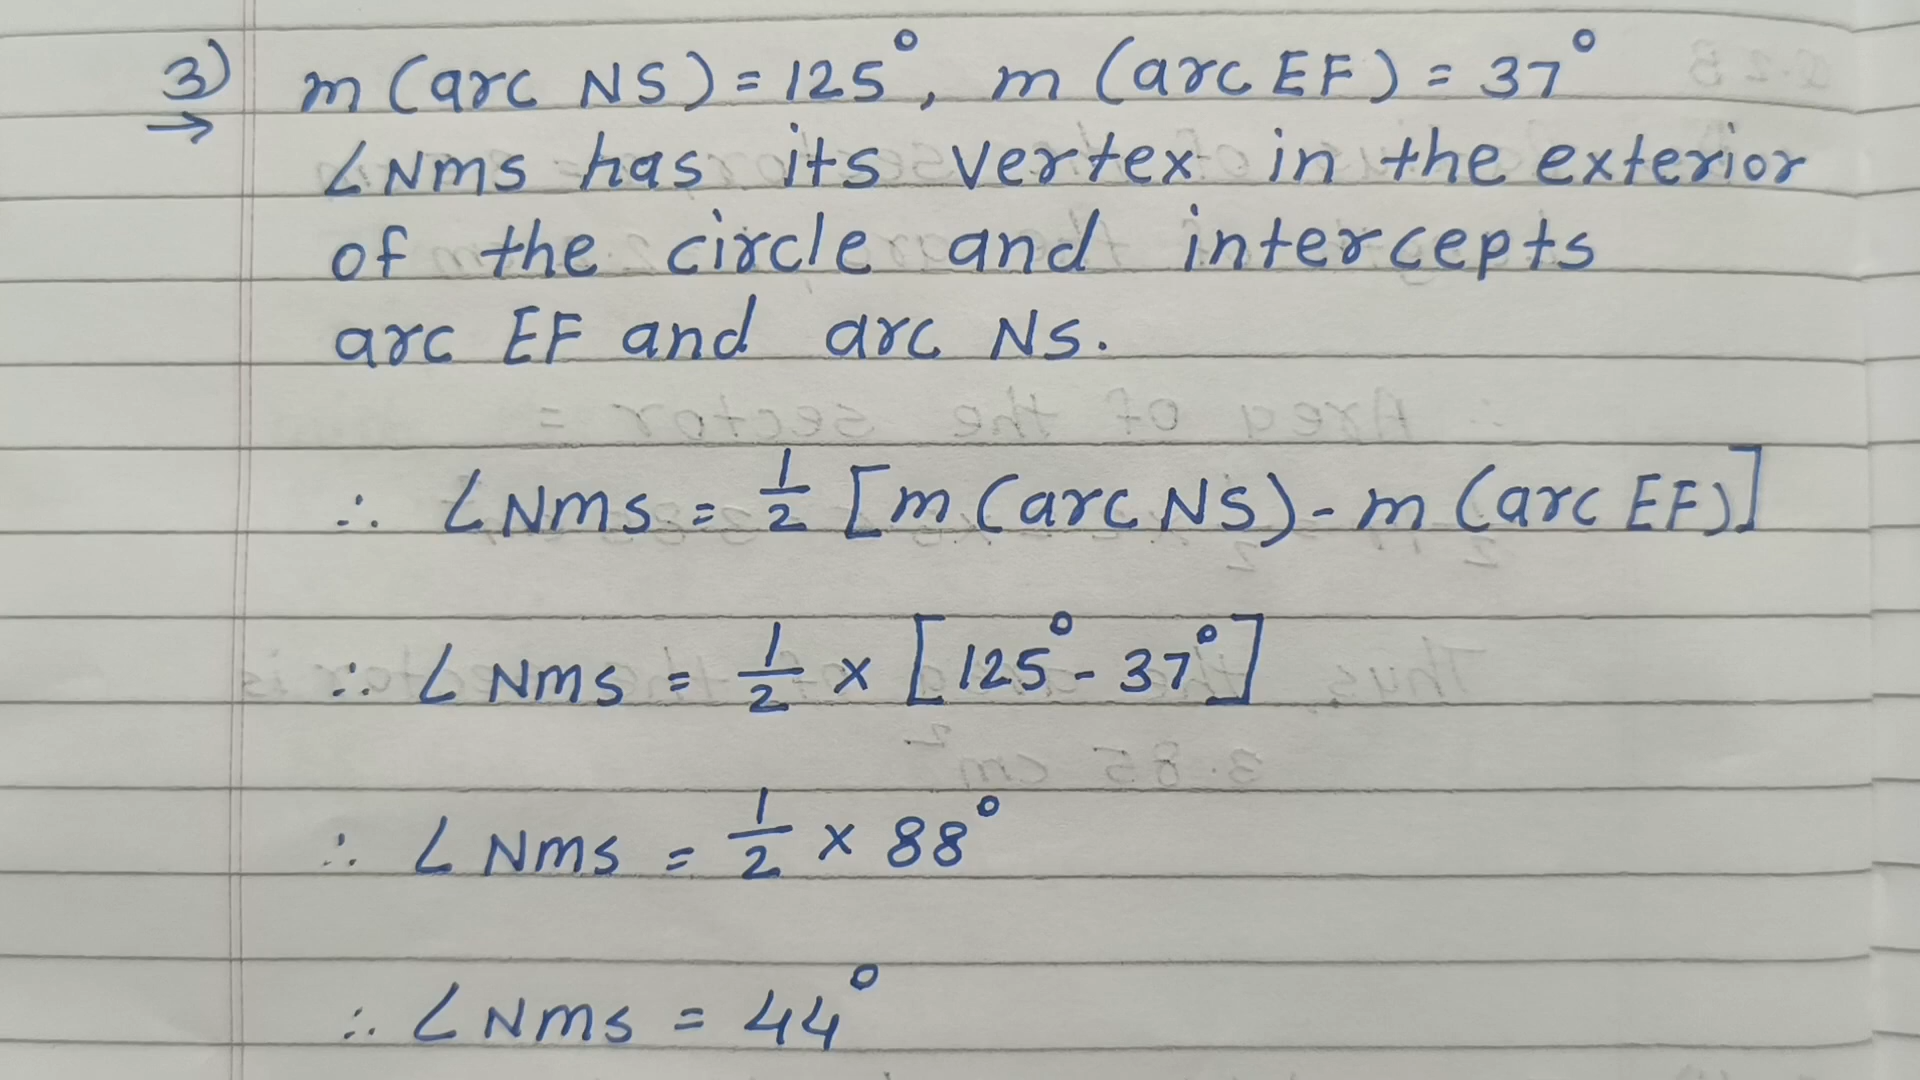 3) m (arc NS) = 125°, m (arc EF) = 37°
→ ∠Nms has its vertex in the exterior
of the circle and intercepts
arc EF and arc NS.
∴ ∠Nms = 1/2 [m (arc NS) - m (arc EF)]
∴ ∠Nms = 1/2 × [125° - 37°]
∴ ∠Nms = 1/2 × 88°
∴ ∠Nms = 44°